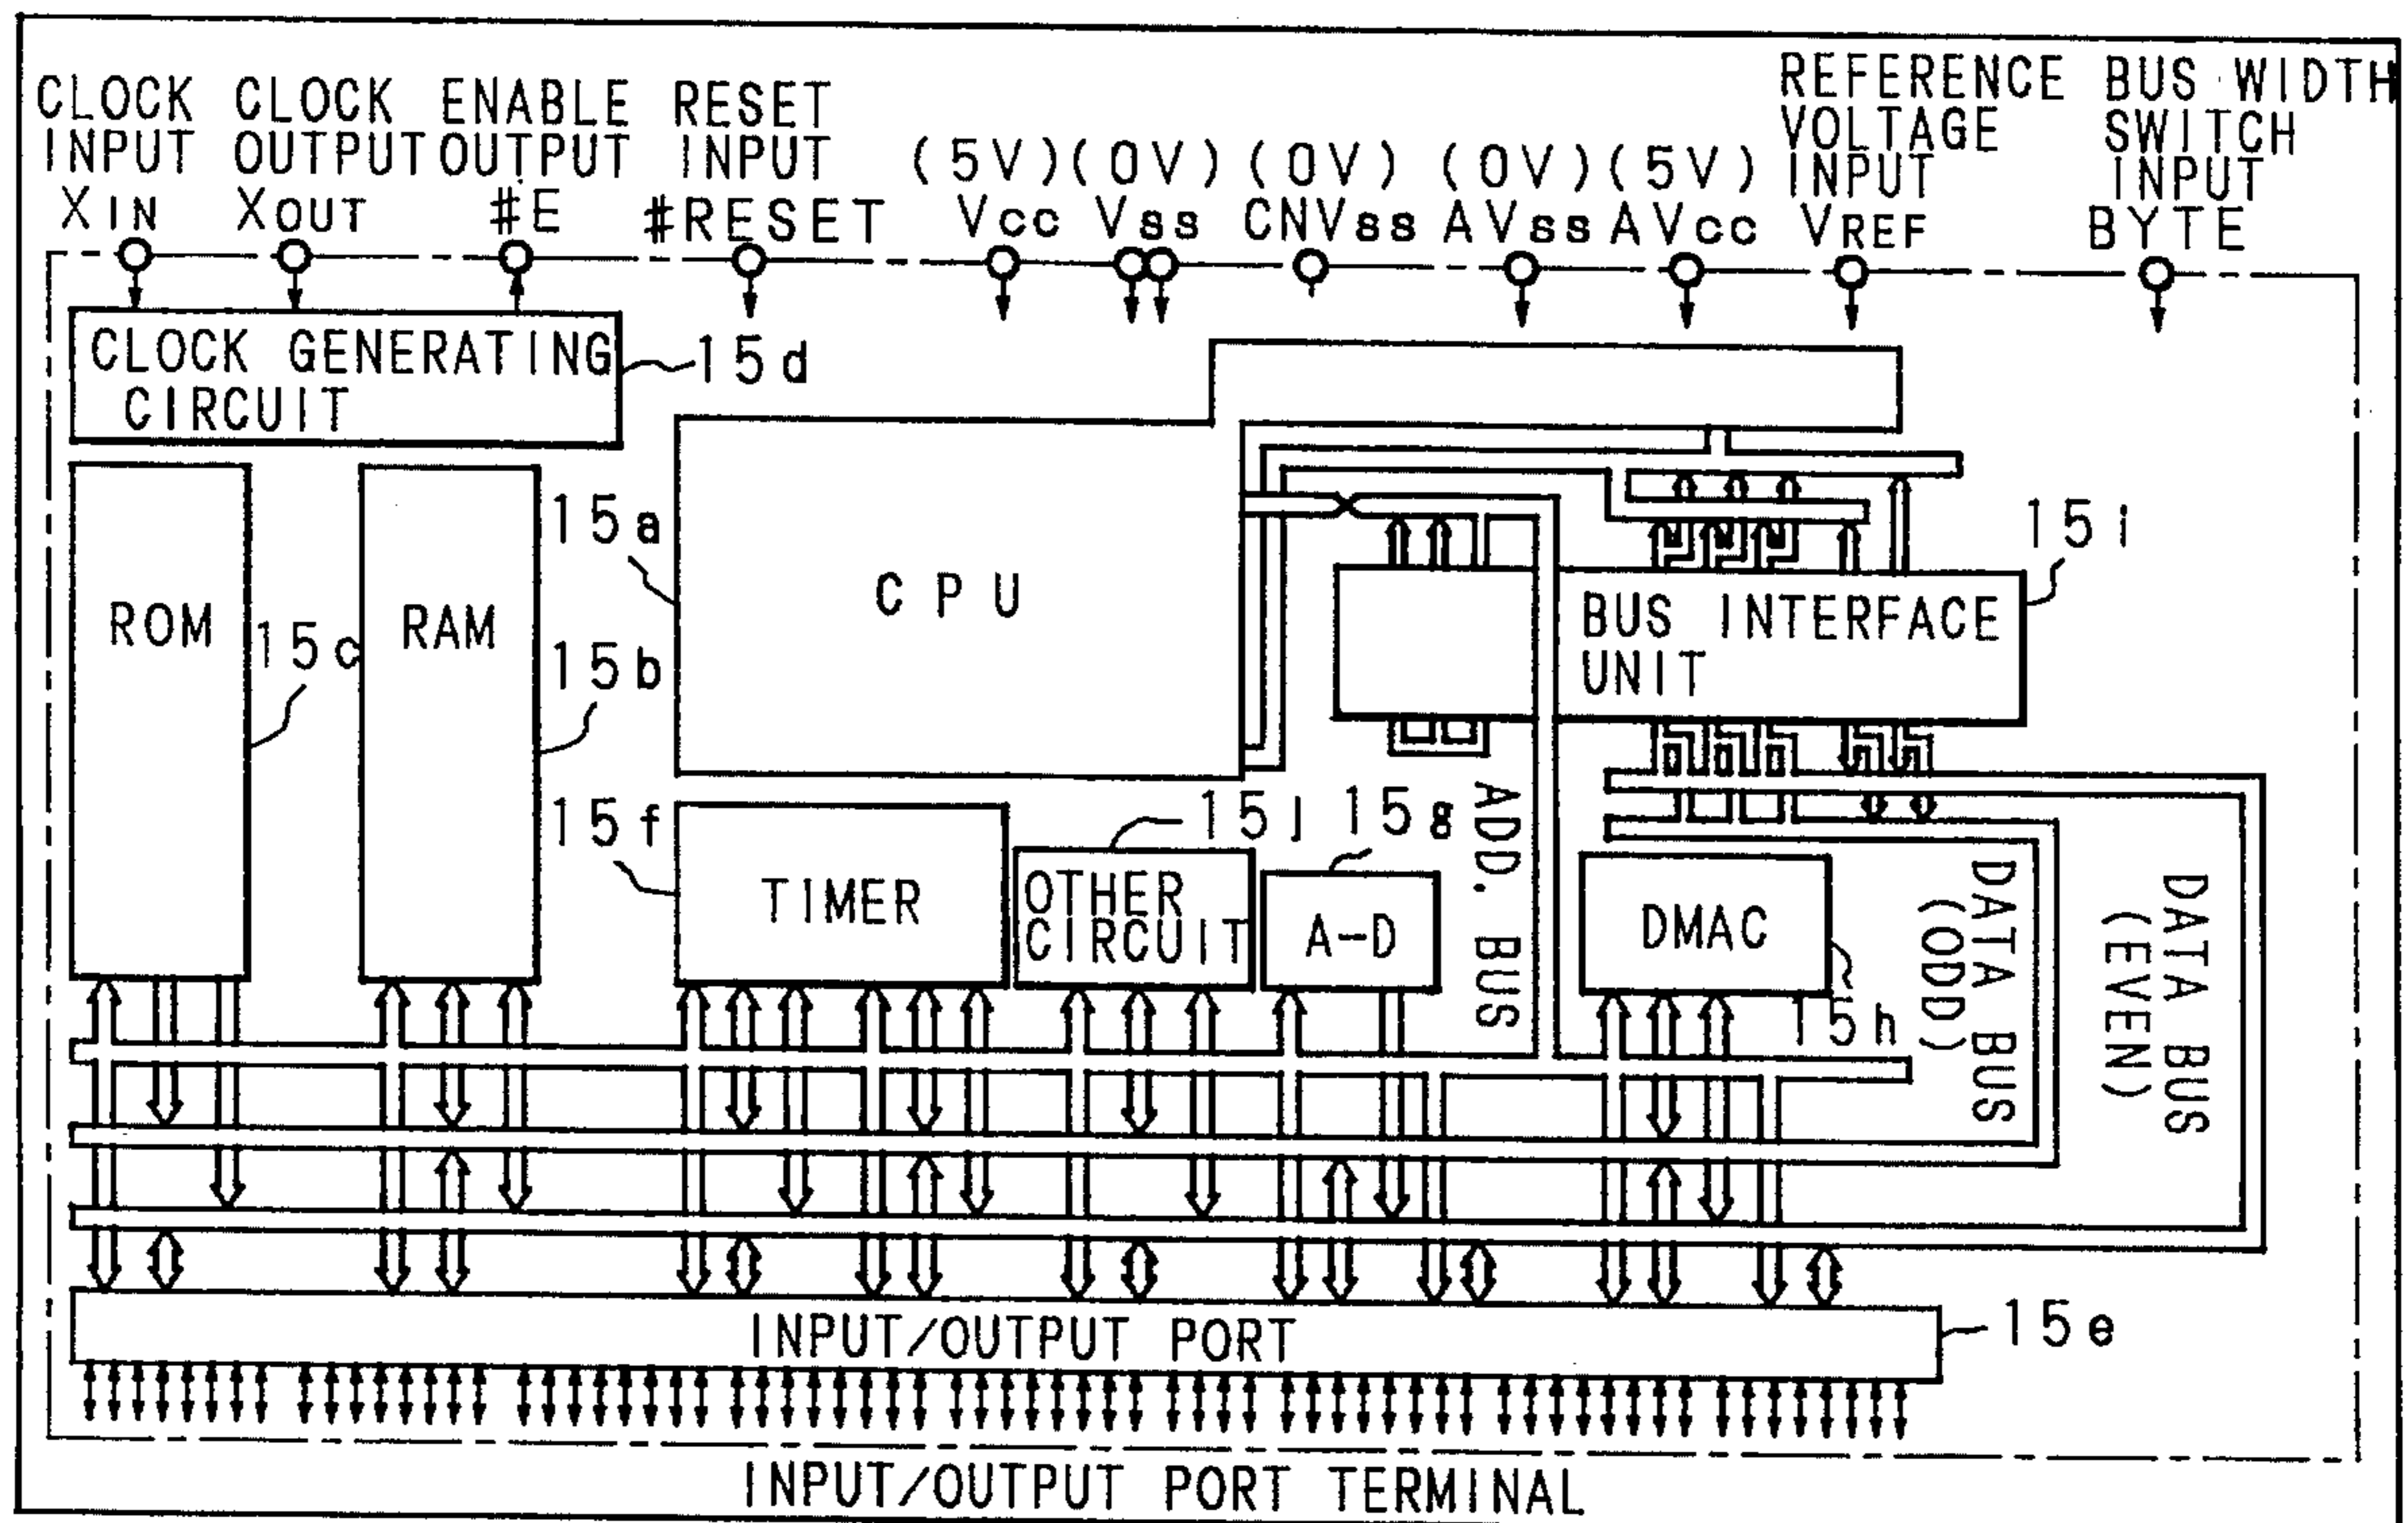 CLOCK INPUT XIN
CLOCK OUTPUT XOUT
ENABLE OUTPUT #E
RESET INPUT #RESET
(5V) Vcc
(0V) Vss
(0V) CNVss
(0V) AVss
(5V) AVcc
REFERENCE VOLTAGE INPUT VREF
BUS WIDTH SWITCH INPUT BYTE
CLOCK GENERATING
CIRCUIT
15d
ROM
15c
RAM
15b
15a
CPU
15i
BUS INTERFACE
UNIT
15f
TIMER
15j
OTHER
CIRCUIT
15g
A-D
ADD. BUS
DMAC
15h
DATA BUS
(ODD)
DATA BUS
(EVEN)
INPUT/OUTPUT PORT
15e
INPUT/OUTPUT PORT TERMINAL